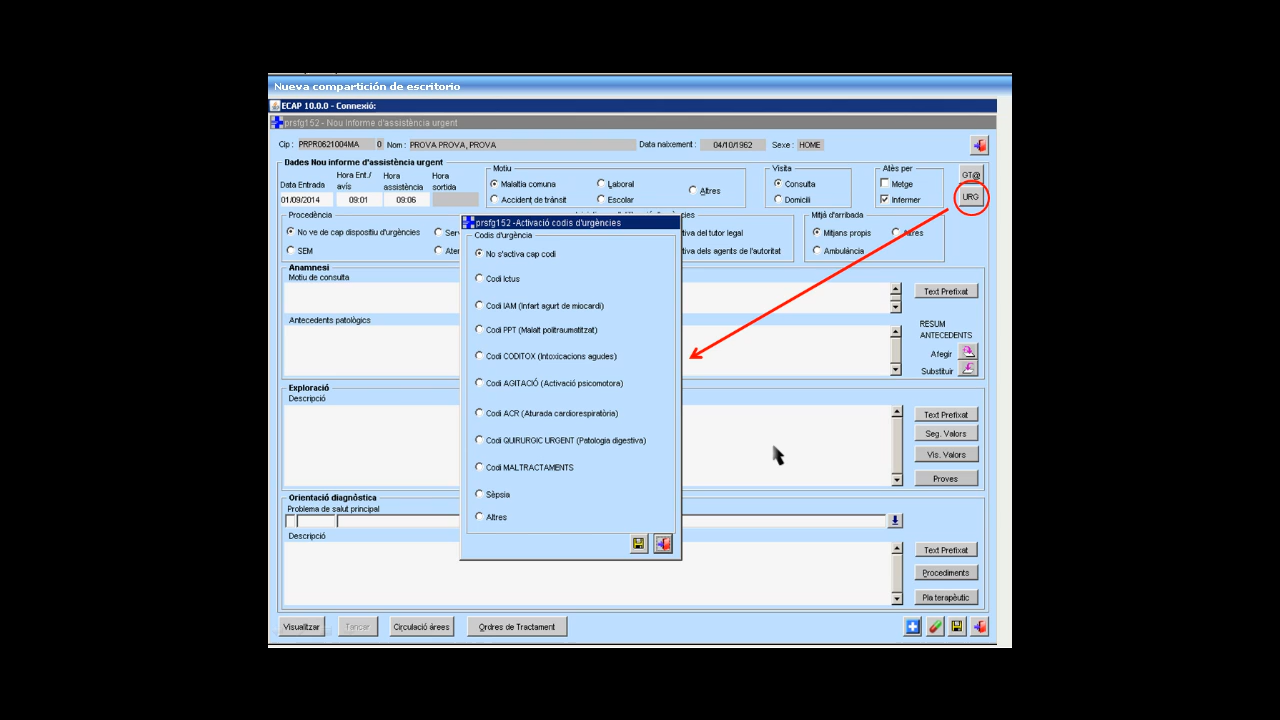 Nueva compartición de escritorio
ECAP 10.0.0 - Connexió:
prsfg152 - Nou Informe d'assistència urgent
Cip : PRPR0621004MA 0 Nom : PROVA PROVA, PROVA Data naixement : 04/10/1962 Sexe : HOME
Dades Nou informe d'assistència urgent
Data Entrada
Hora Ent./ avís
Hora assistència
Hora sortida
01/09/2014 09:01 09:06
Motiu
Malaltia comuna
Laboral
Altres
Accident de trànsit
Escolar
Visita
Consulta
Domicili
Atès per
Metge
Infermer
GT@
URG
Procedència
No ve de cap dispositiu d'urgències
SEM
tiva del tutor legal
tiva dels agents de l'autoritat
Mitjà d'arribada
Mitjans propis
Altres
Ambulància
Anamnesi
Motiu de consulta
Text Prefixat
Antecedents patològics
RESUM
ANTECEDENTS
Afegir
Substituir
Exploració
Descripció
Text Prefixat
Seg. Valors
Vis. Valors
Proves
Orientació diagnòstica
Problema de salut principal
Descripció
Text Prefixat
Procediments
Pla terapèutic
prsfg152 -Activació codis d'urgències
Codis d'urgència
No s'activa cap codi
Codi Ictus
Codi IAM (Infart agurt de miocardi)
Codi PPT (Malalt politraumatitzat)
Codi CODITOX (Intoxicacions agudes)
Codi AGITACIÓ (Activació psicomotora)
Codi ACR (Aturada cardiorespiratòria)
Codi QUIRURGIC URGENT (Patologia digestiva)
Codi MALTRACTAMENTS
Sèpsia
Altres
Visualitzar
Tancar
Circulació àrees
Ordres de Tractament